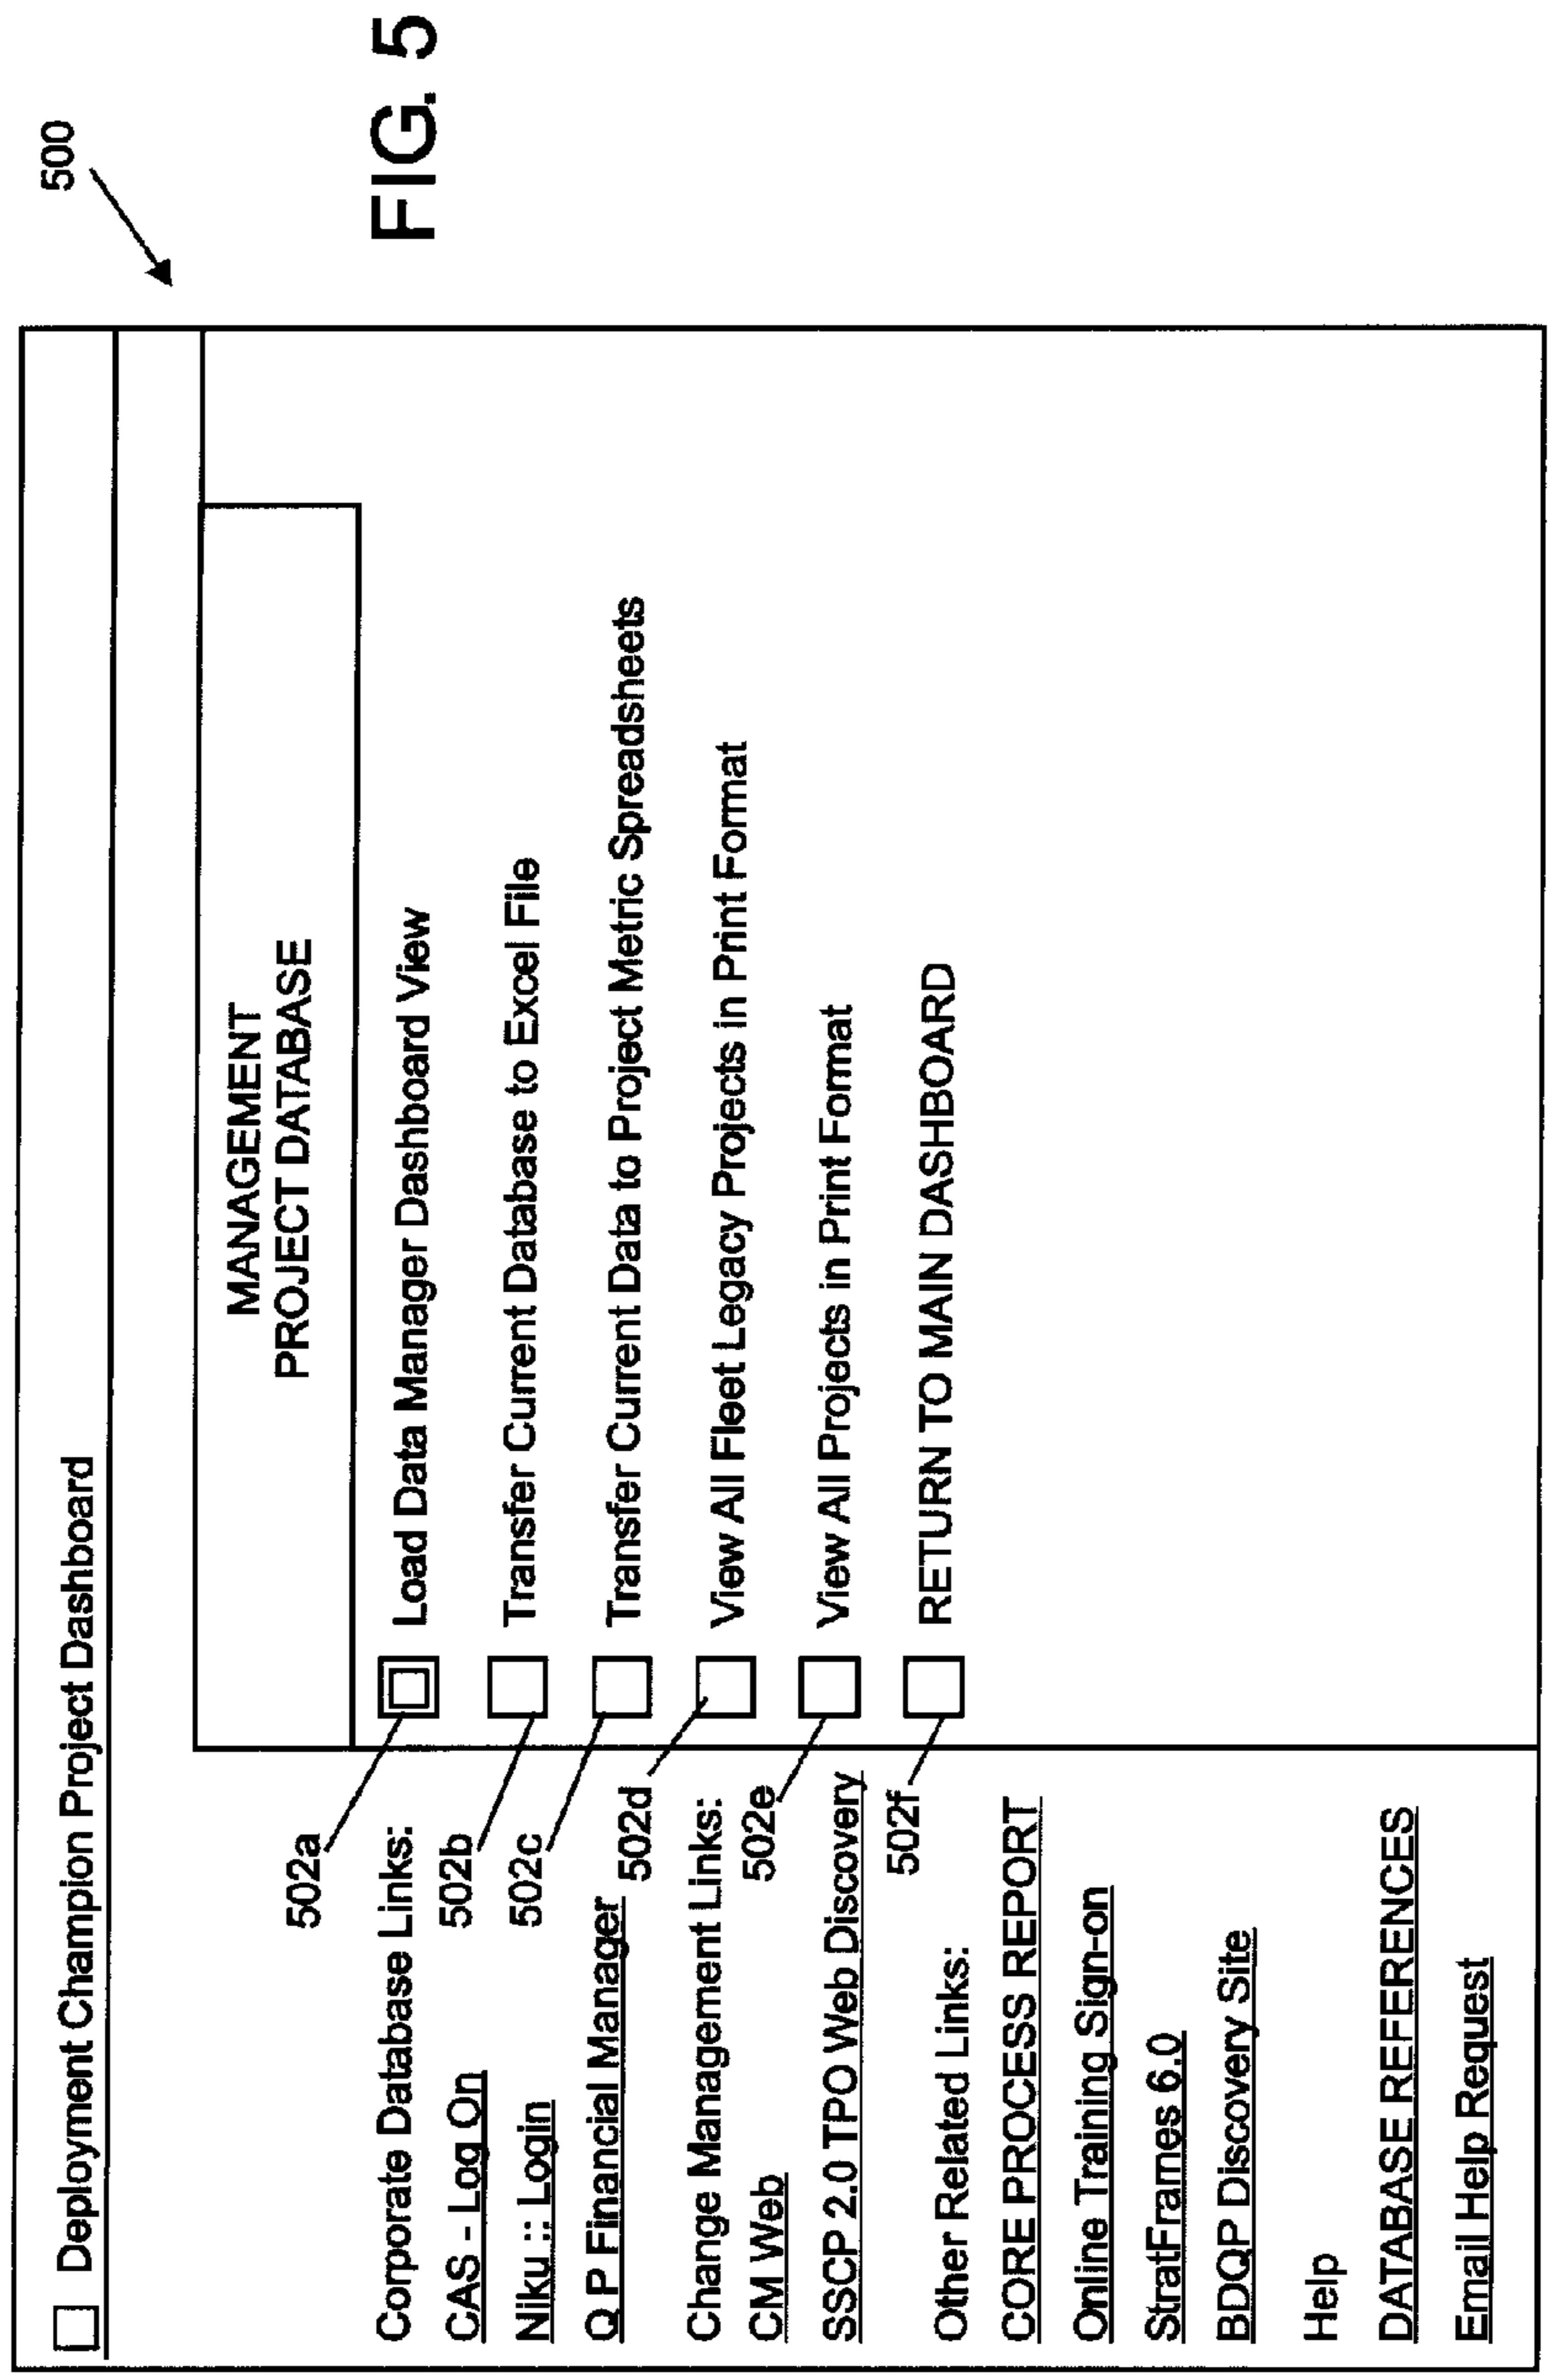 500
FIG. 5
Deployment Champion Project Dashboard
MANAGEMENT
PROJECT DATABASE
502a
Load Data Manager Dashboard View
502b
Transfer Current Database to Excel File
502c
Transfer Current Data to Project Metric Spreadsheets
502d
View All Fleet Legacy Projects in Print Format
502e
View All Projects in Print Format
502f
RETURN TO MAIN DASHBOARD
Corporate Database Links:
CAS - Log On
Niku :: Login
Q P Financial Manager
Change Management Links:
CM Web
SSCP 2.0 TPO Web Discovery
Other Related Links:
CORE PROCESS REPORT
Online Training Sign-on
StratFrames 6.0
BDQP Discovery Site
Help
DATABASE REFERENCES
Email Help Request